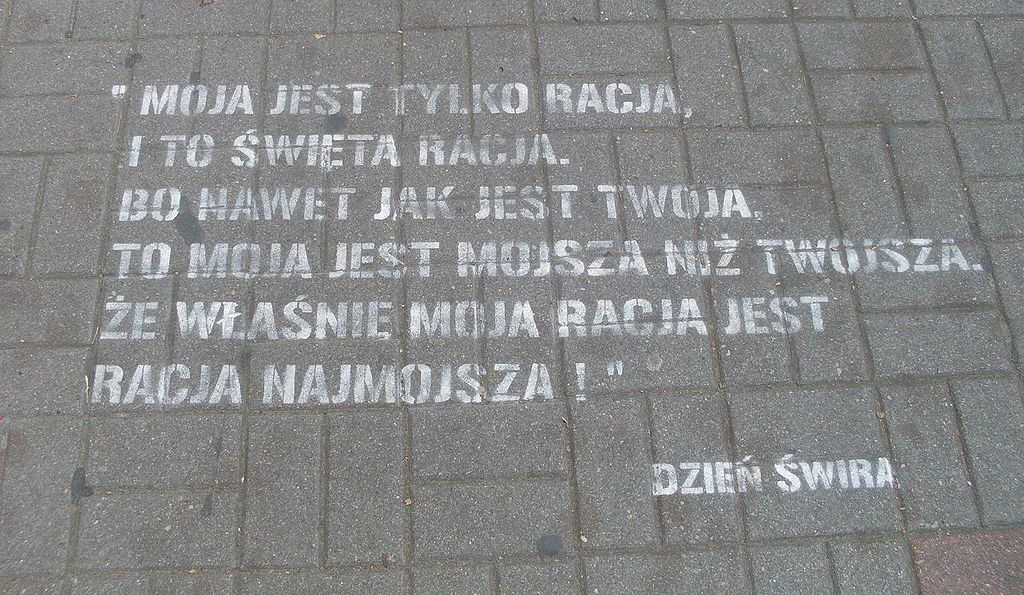 " MOJA JEST TYLKO RACJA,
I TO ŚWIĘTA RACJA.
BO NAWET JAK JEST TWOJA,
TO MOJA JEST MOJSZA NIŻ TWOJSZA.
ŻE WŁAŚNIE MOJA RACJA JEST
RACJA NAJMOJSZA ! "
DZIEŃ ŚWIRA